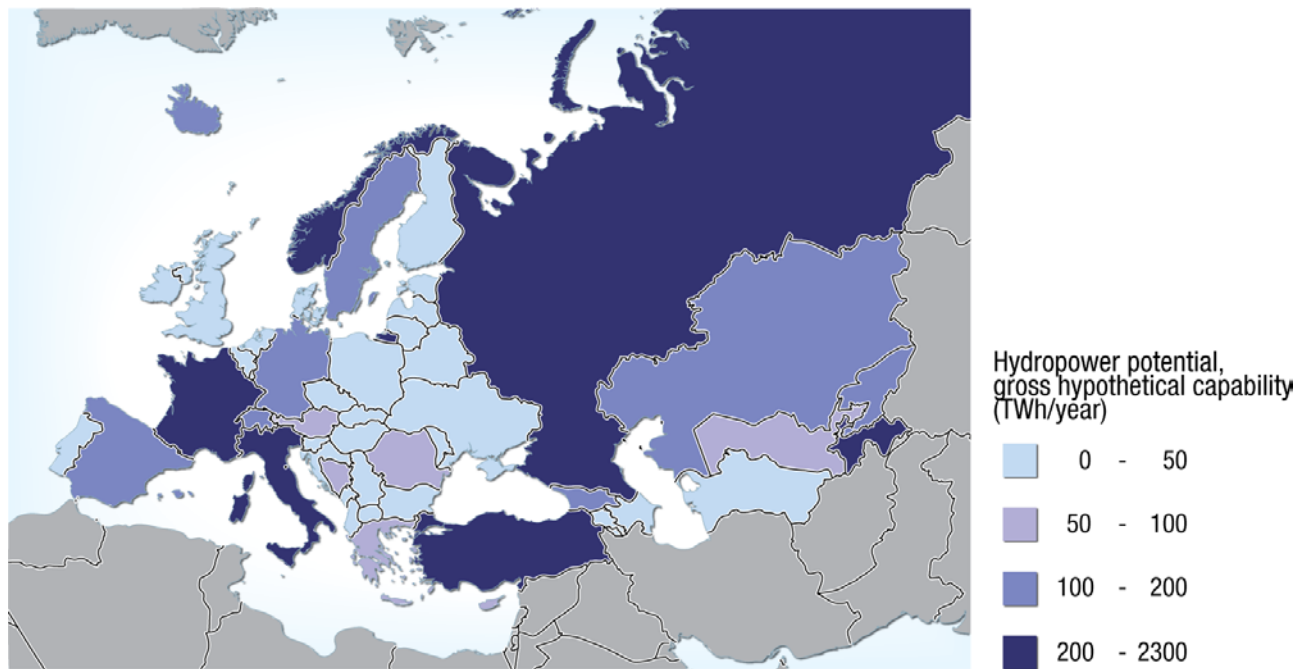 Hydropower potential,
gross hypothetical capability
(TWh/year)
0 - 50
50 - 100
100 - 200
200 - 2300